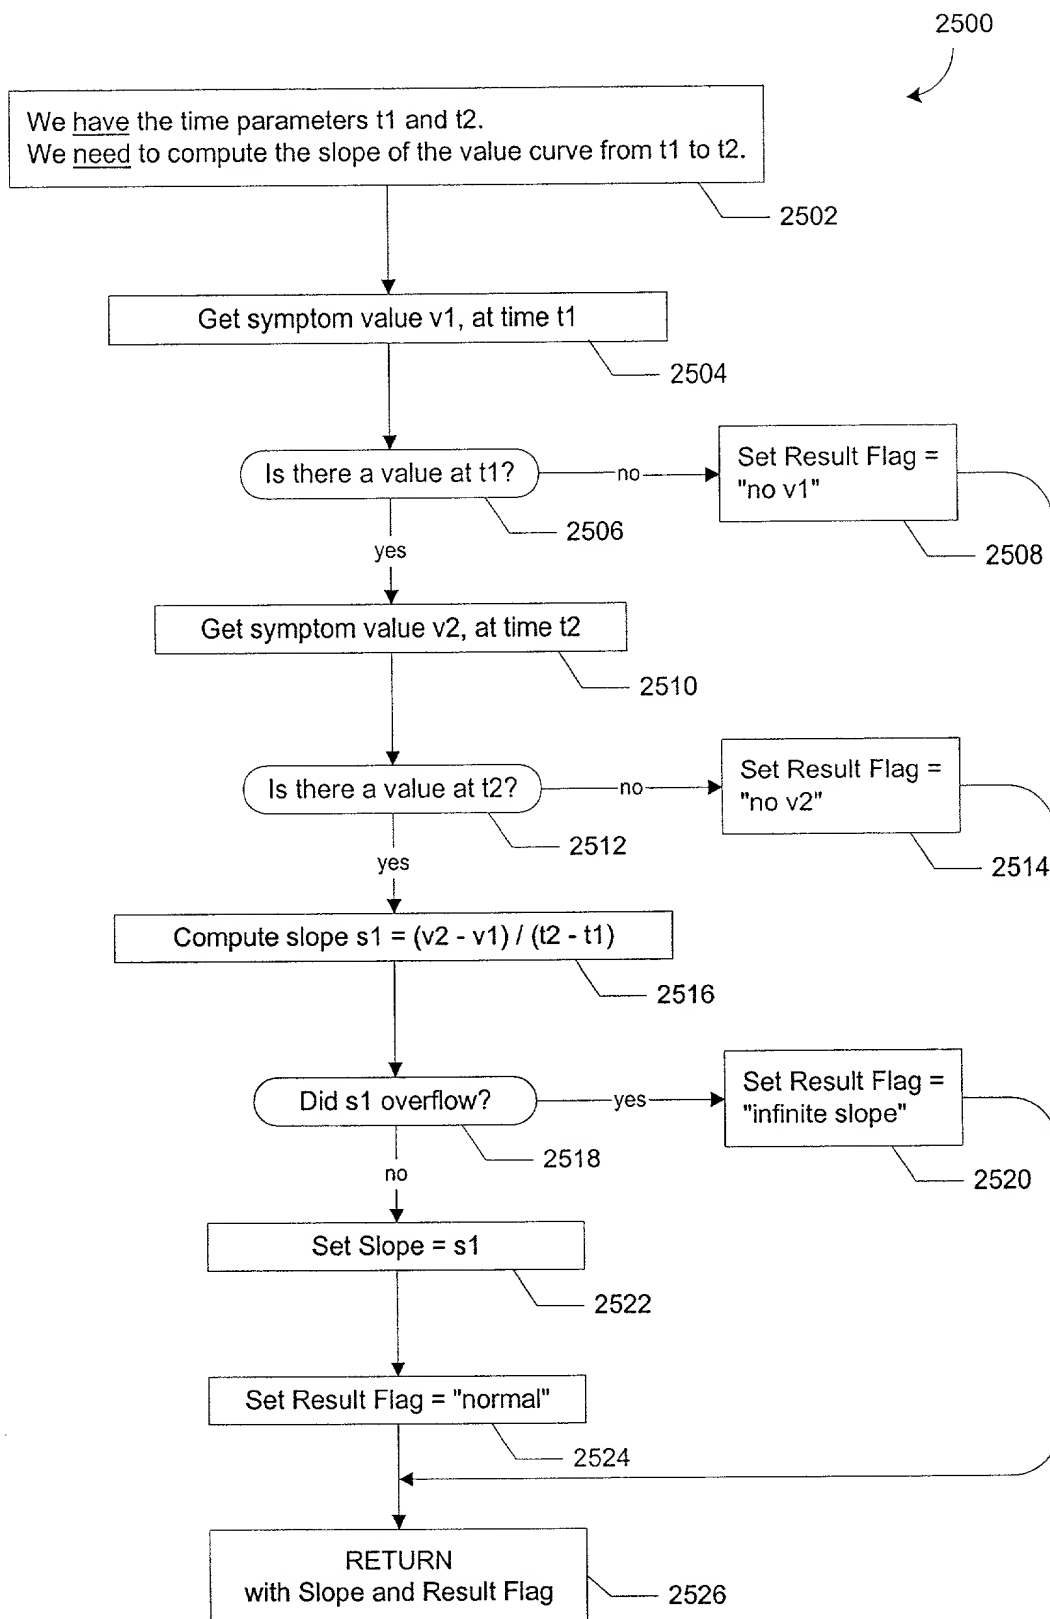 2500
We have the time parameters t1 and t2.
We need to compute the slope of the value curve from t1 to t2.
2502
Get symptom value v1, at time t1
2504
Is there a value at t1?
no
Set Result Flag =
"no v1"
2506
2508
yes
Get symptom value v2, at time t2
2510
Is there a value at t2?
no
Set Result Flag =
"no v2"
2512
2514
yes
Compute slope s1 = (v2 - v1) / (t2 - t1)
2516
Did s1 overflow?
yes
Set Result Flag =
"infinite slope"
2518
2520
no
Set Slope = s1
2522
Set Result Flag = "normal"
2524
RETURN
with Slope and Result Flag
2526